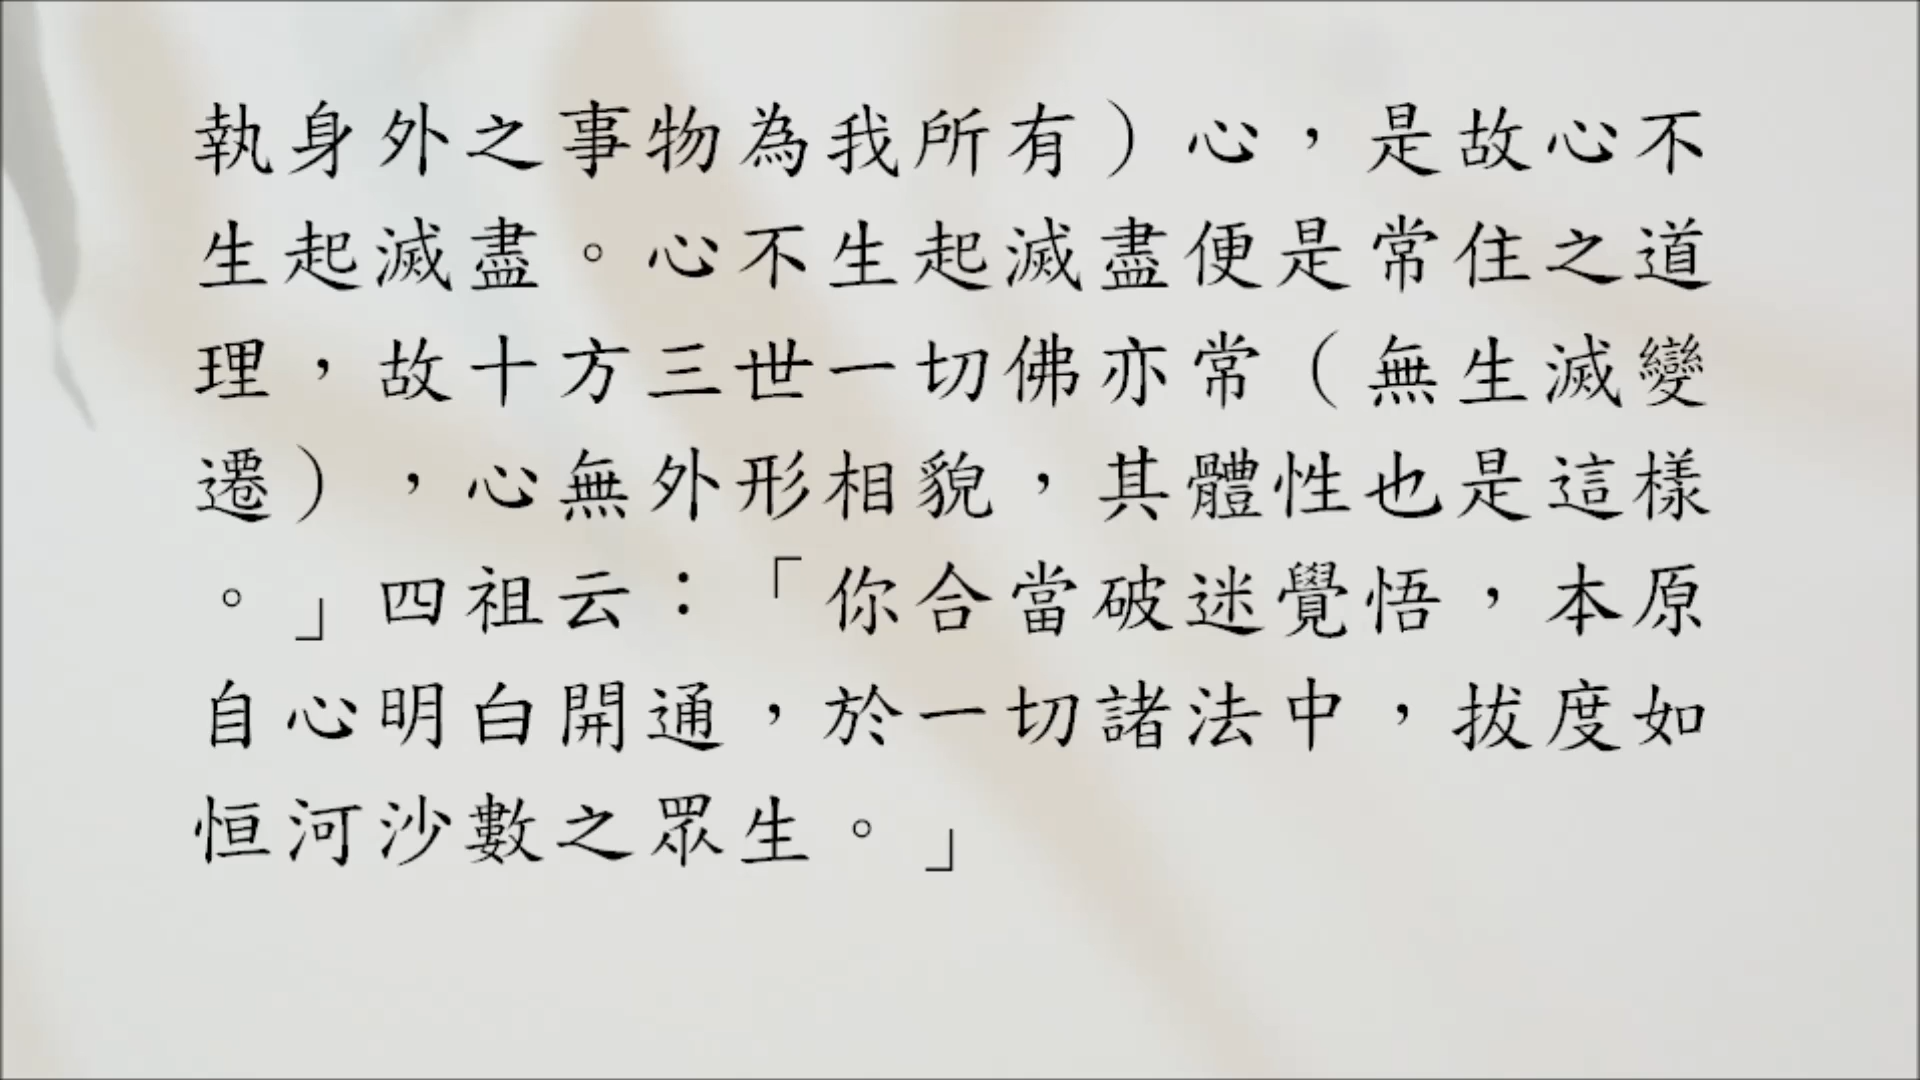 執身外之事物為我所有）心，是故心不
生起滅盡。心不生起滅盡便是常住之道
理，故十方三世一切佛亦常（無生滅變
遷），心無外形相貌，其體性也是這樣
。」四祖云：「你合當破迷覺悟，本原
自心明白開通，於一切諸法中，拔度如
恒河沙數之眾生。」